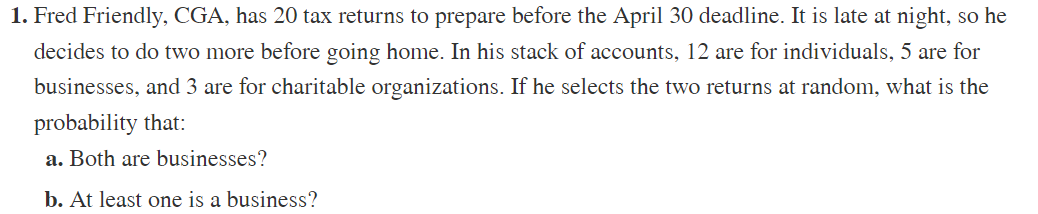 1. Fred Friendly, CGA, has 20 tax returns to prepare before the April 30 deadline. It is late at night, so he
decides to do two more before going home. In his stack of accounts, 12 are for individuals, 5 are for
businesses, and 3 are for charitable organizations. If he selects the two returns at random, what is the
probability that:
a. Both are businesses?
b. At least one is a business?